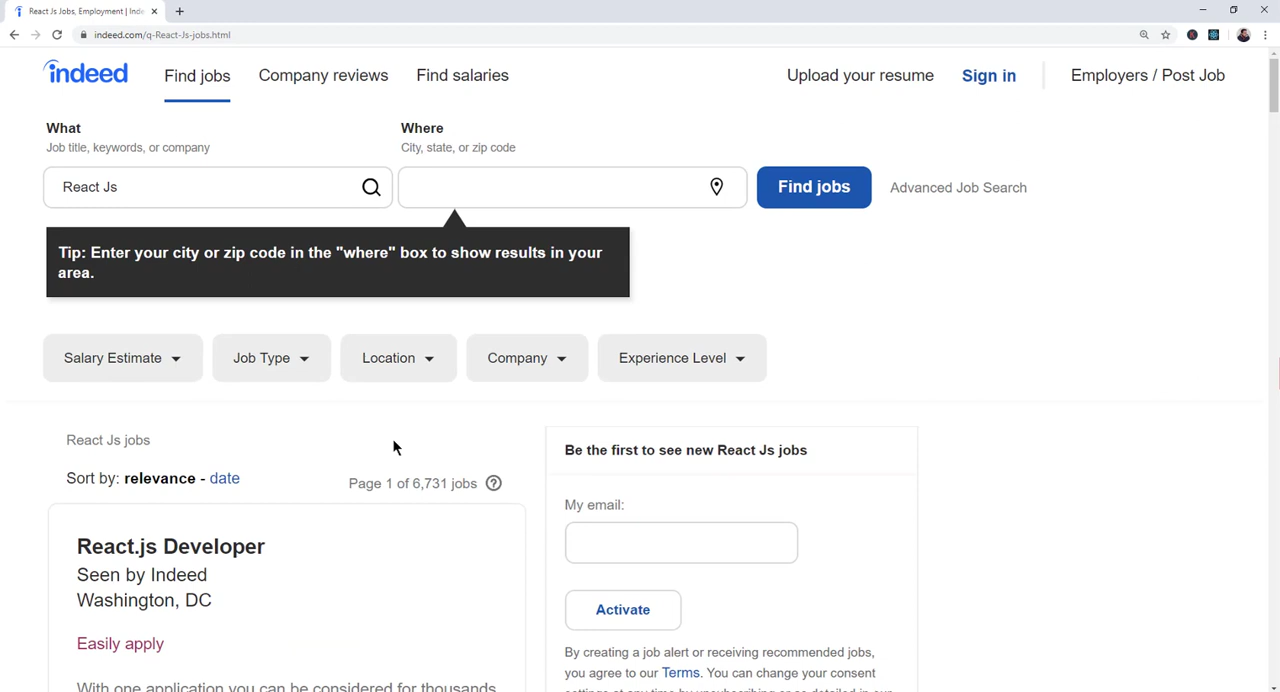 React Js Jobs, Employment | Inde
indeed.com/q-React-Js-jobs.html
indeed
Find jobs
Company reviews
Find salaries
Upload your resume
Sign in
Employers / Post Job
What
Job title, keywords, or company
Where
City, state, or zip code
React Js
Find jobs
Advanced Job Search
Tip: Enter your city or zip code in the "where" box to show results in your
area.
Salary Estimate
Job Type
Location
Company
Experience Level
React Js jobs
Sort by: relevance - date
Page 1 of 6,731 jobs ?
React.js Developer
Seen by Indeed
Washington, DC
Easily apply
With one application you can be considered for thousands
Be the first to see new React Js jobs
My email:
Activate
By creating a job alert or receiving recommended jobs,
you agree to our Terms. You can change your consent